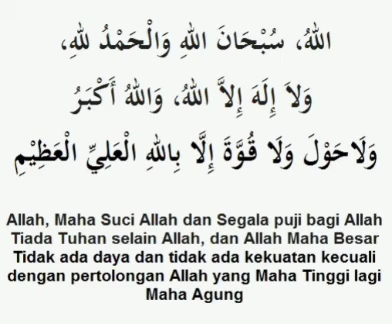 اللهُ، سُبْحَانَ اللهِ وَالْحَمْدُ لِلهِ،
وَلاَ إِلَهَ إِلاَّ اللهُ، وَاللهُ أَكْبَرُ
وَلَاحَوْلَ وَلَا قُوَّةَ إِلَّا بِاللهِ الْعَلِيِّ الْعَظِيْمِ
Allah, Maha Suci Allah dan Segala puji bagi Allah
Tiada Tuhan selain Allah, dan Allah Maha Besar
Tidak ada daya dan tidak ada kekuatan kecuali
dengan pertolongan Allah yang Maha Tinggi lagi
Maha Agung